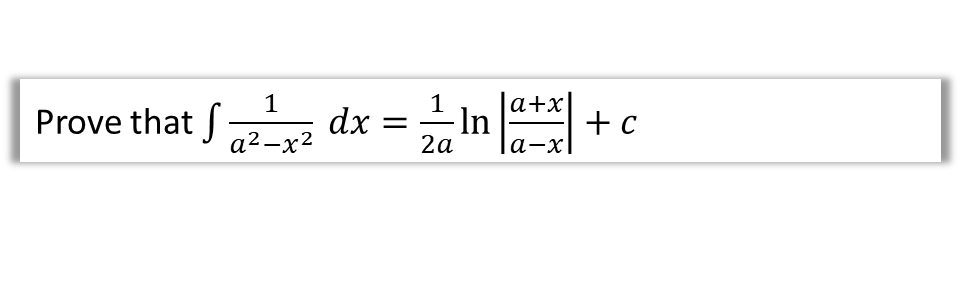 Prove that ∫ 1/(a²−x²) dx = 1/(2a) ln |(a+x)/(a−x)| + c